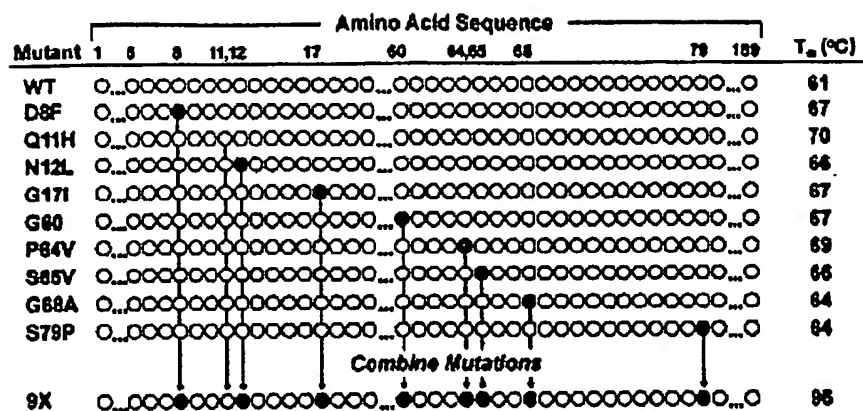 Amino Acid Sequence
Mutant 1 5 8 11,12 17 60 64,65 68 79 189 Tₘ (°C)
WT ... ... ... 61
D8F ... ... ... 67
Q11H ... ... ... 70
N12L ... ... ... 66
G17I ... ... ... 67
G60 ... ... ... 67
P64V ... ... ... 69
S65V ... ... ... 66
G68A ... ... ... 64
S79P ... ... ... 64
Combine Mutations
9X ... ... ... 96